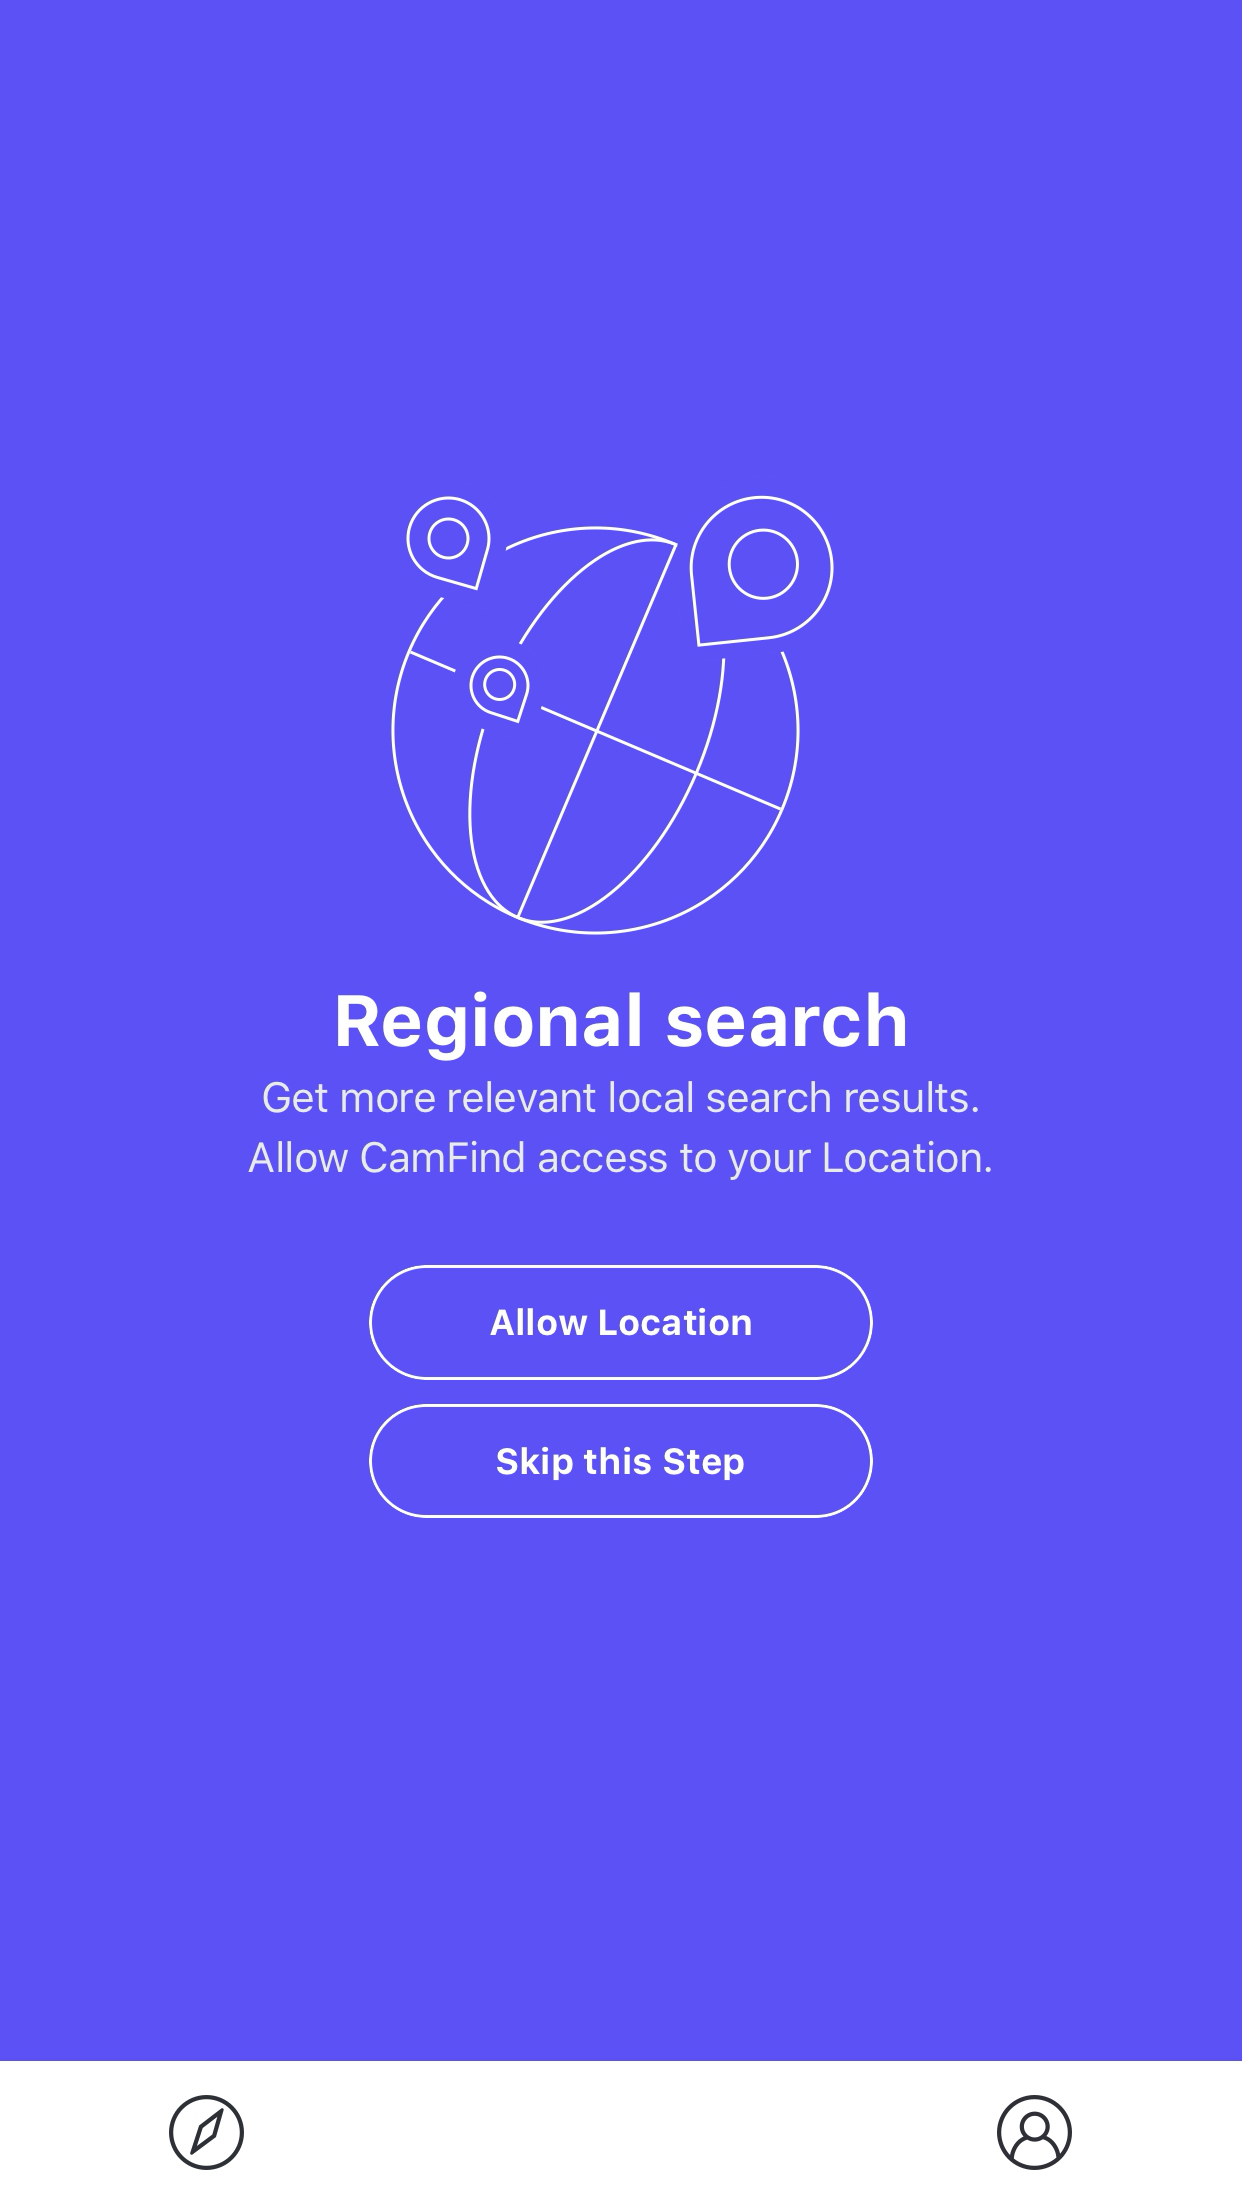 Regional search
Get more relevant local search results.
Allow CamFind access to your Location.
Allow Location
Skip this Step